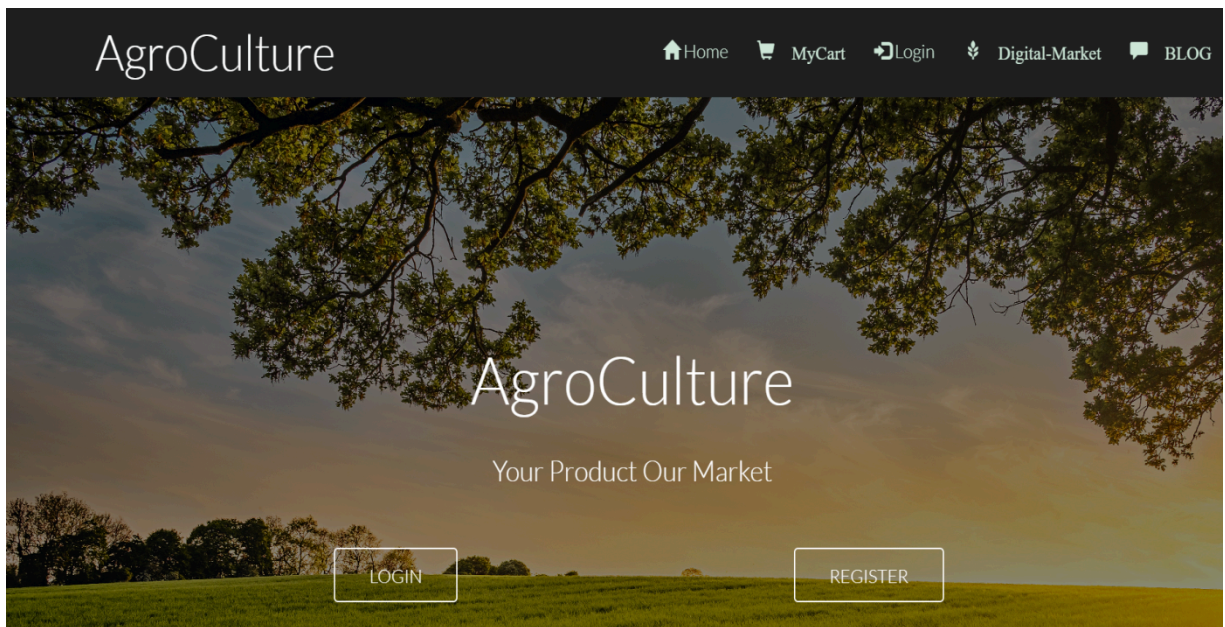 AgroCulture Home MyCart Login Digital-Market BLOG
AgroCulture
Your Product Our Market
LOGIN REGISTER